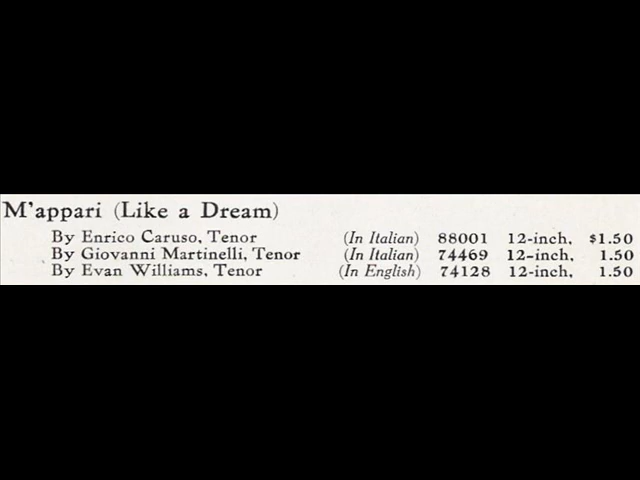 M'appari (Like a Dream)
By Enrico Caruso, Tenor (In Italian) 88001 12-inch, $1.50
By Giovanni Martinelli, Tenor (In Italian) 74469 12-inch, 1.50
By Evan Williams, Tenor (In English) 74128 12-inch, 1.50